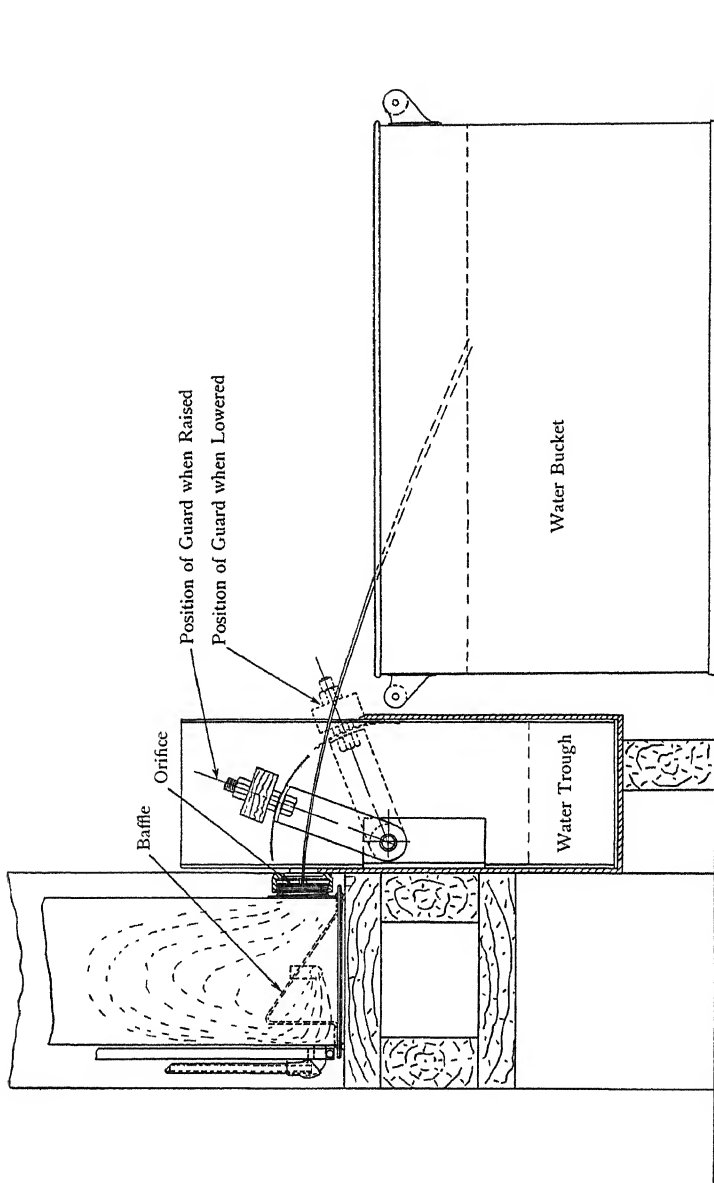 Position of Guard when Raised
Position of Guard when Lowered
Orifice
Baffle
Water Bucket
Water Trough